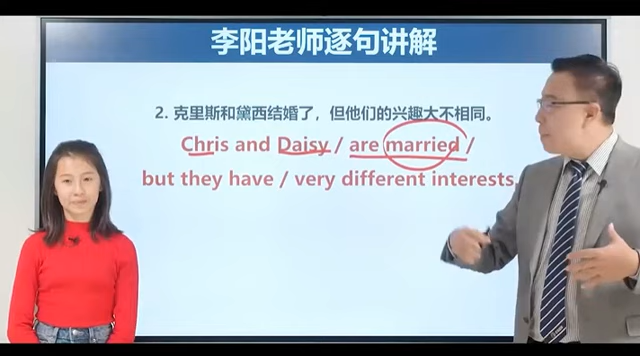 李阳老师逐句讲解
2. 克里斯和黛西结婚了，但他们的兴趣大不相同。
Chris and Daisy / are married /
but they have / very different interests.